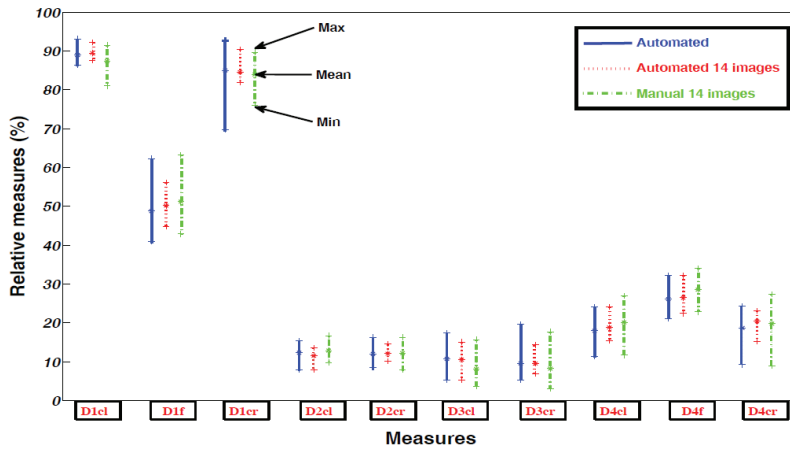 100
90
80
70
60
50
40
30
20
10
0
Relative measures (%)
Max
Mean
Min
Automated
Automated 14 images
Manual 14 images
D1cl D1f D1cr D2cl D2cr D3cl D3cr D4cl D4f D4cr
Measures